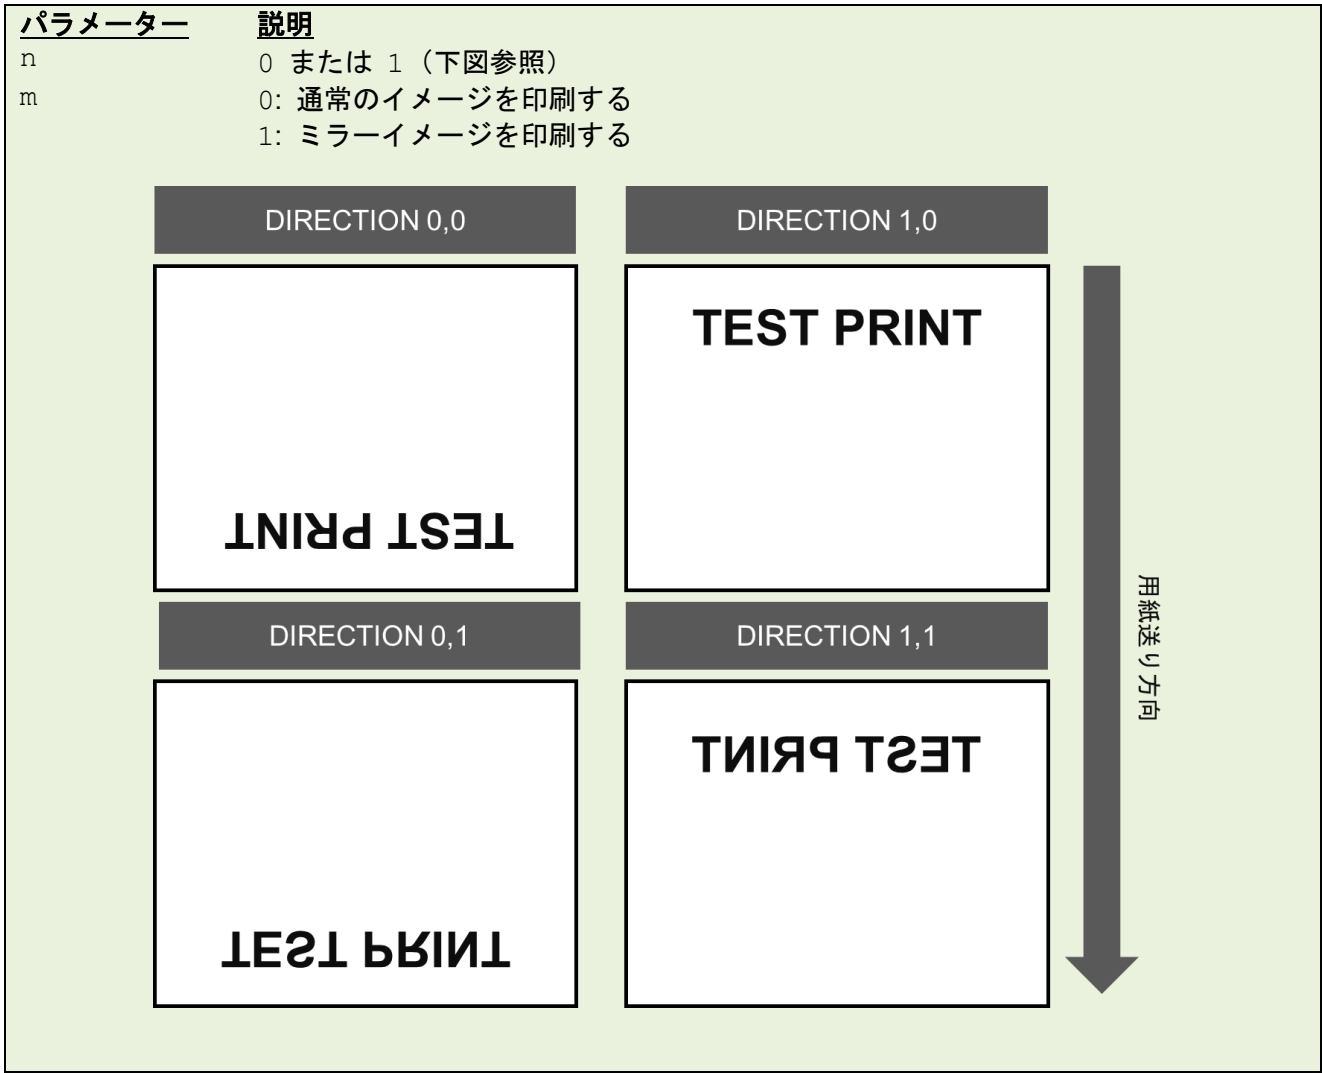 パラメーター 説明
n 0 または 1（下図参照）
m 0: 通常のイメージを印刷する
1: ミラーイメージを印刷する
DIRECTION 0,0 DIRECTION 1,0
TEST PRINT
TEST PRINT
DIRECTION 0,1 DIRECTION 1,1
TEST PRINT
TEST PRINT
用紙送り方向